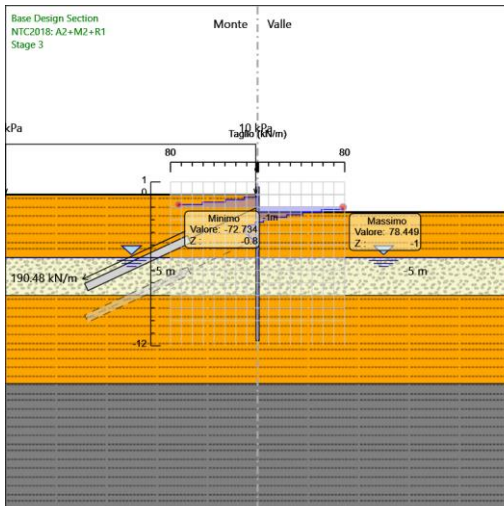 Base Design Section
NTC2018: A2+M2+R1
Stage 3
Monte
Valle
kPa
10 kPa
Taglio (kN/m)
80
80
1
0
-1m
Minimo
Valore: -72.734
Z : -0.8
Massimo
Valore: 78.449
Z : -1
190.48 kN/m
-5 m
-5 m
-12